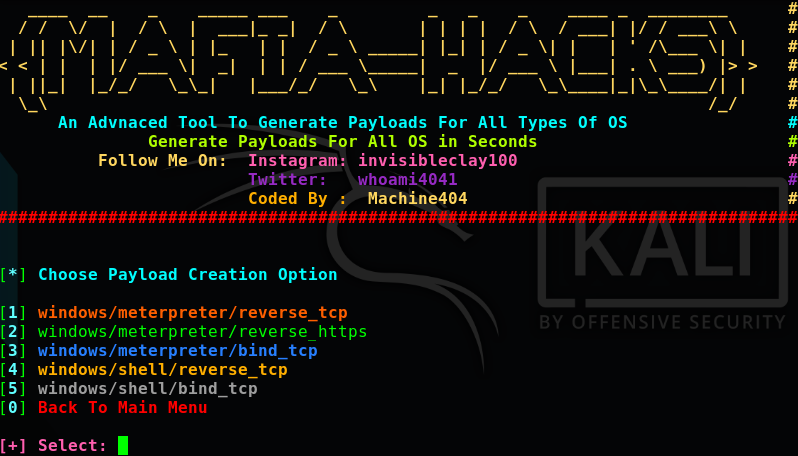 {MAFIA-HACKS}
An Advnaced Tool To Generate Payloads For All Types Of OS #
Generate Payloads For All OS in Seconds #
Follow Me On: Instagram: invisibleclay100 #
Twitter: whoami4041 #
Coded By : Machine404 #
################################################################################
KALI
BY OFFENSIVE SECURITY
[*] Choose Payload Creation Option
[1] windows/meterpreter/reverse_tcp
[2] windows/meterpreter/reverse_https
[3] windows/meterpreter/bind_tcp
[4] windows/shell/reverse_tcp
[5] windows/shell/bind_tcp
[0] Back To Main Menu
[+] Select: